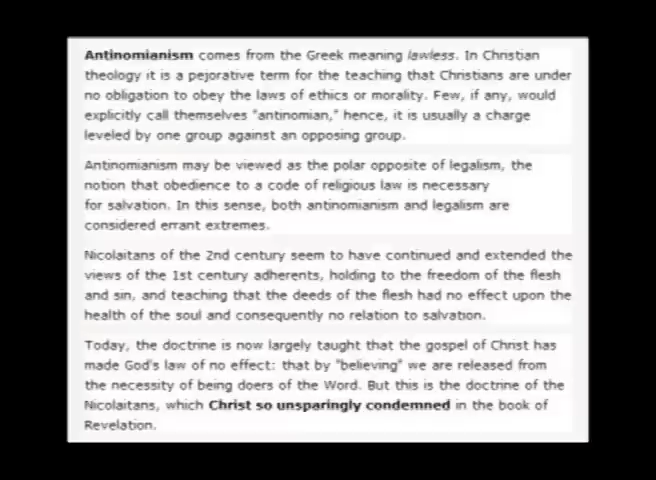 Antinomianism comes from the Greek meaning lawless. In Christian
theology it is a pejorative term for the teaching that Christians are under
no obligation to obey the laws of ethics or morality. Few, if any, would
explicitly call themselves "antinomian," hence, it is usually a charge
leveled by one group against an opposing group.
Antinomianism may be viewed as the polar opposite of legalism, the
notion that obedience to a code of religious law is necessary
for salvation. In this sense, both antinomianism and legalism are
considered errant extremes.
Nicolaitans of the 2nd century seem to have continued and extended the
views of the 1st century adherents, holding to the freedom of the flesh
and sin, and teaching that the deeds of the flesh had no effect upon the
health of the soul and consequently no relation to salvation.
Today, the doctrine is now largely taught that the gospel of Christ has
made God's law of no effect: that by "believing" we are released from
the necessity of being doers of the Word. But this is the doctrine of the
Nicolaitans, which Christ so unsparingly condemned in the book of
Revelation.